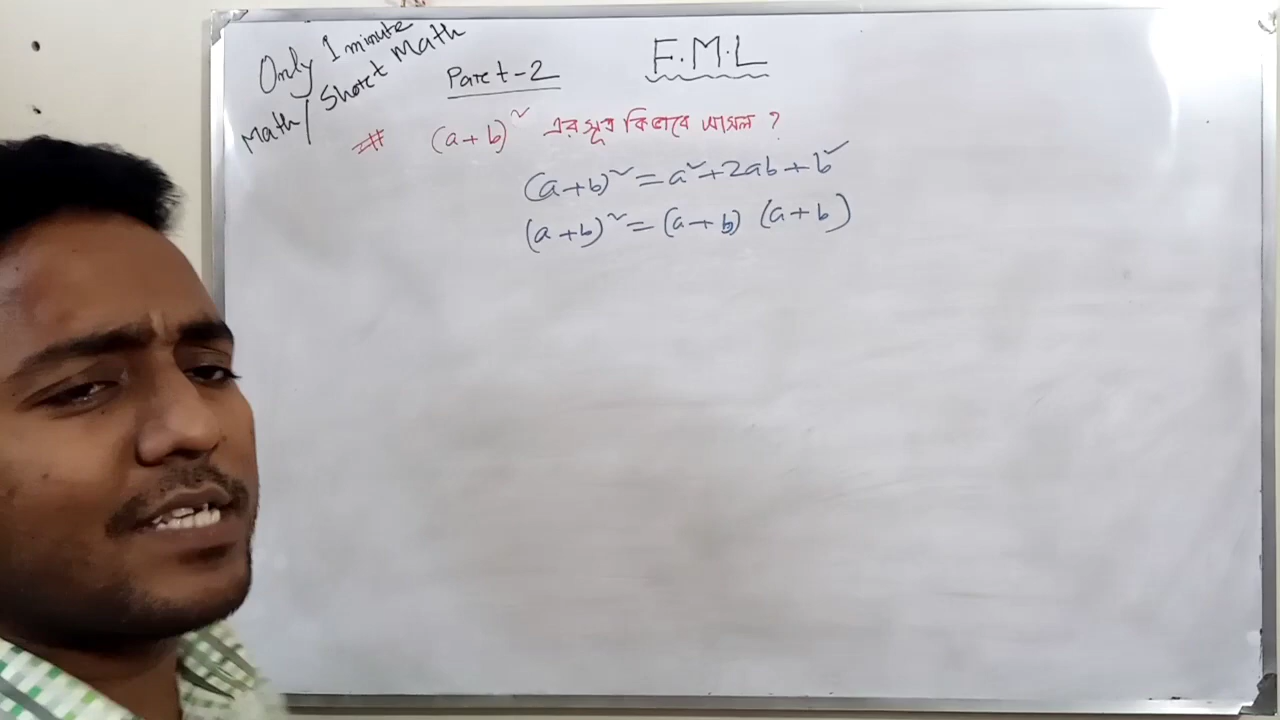 Only 1 minute
Math/ Short Math
Part-2
F.M.L
# (a+b)² এর সূত্র কিভাবে আসল ?
(a+b)² = a²+2ab+b²
(a+b)² = (a+b) (a+b)